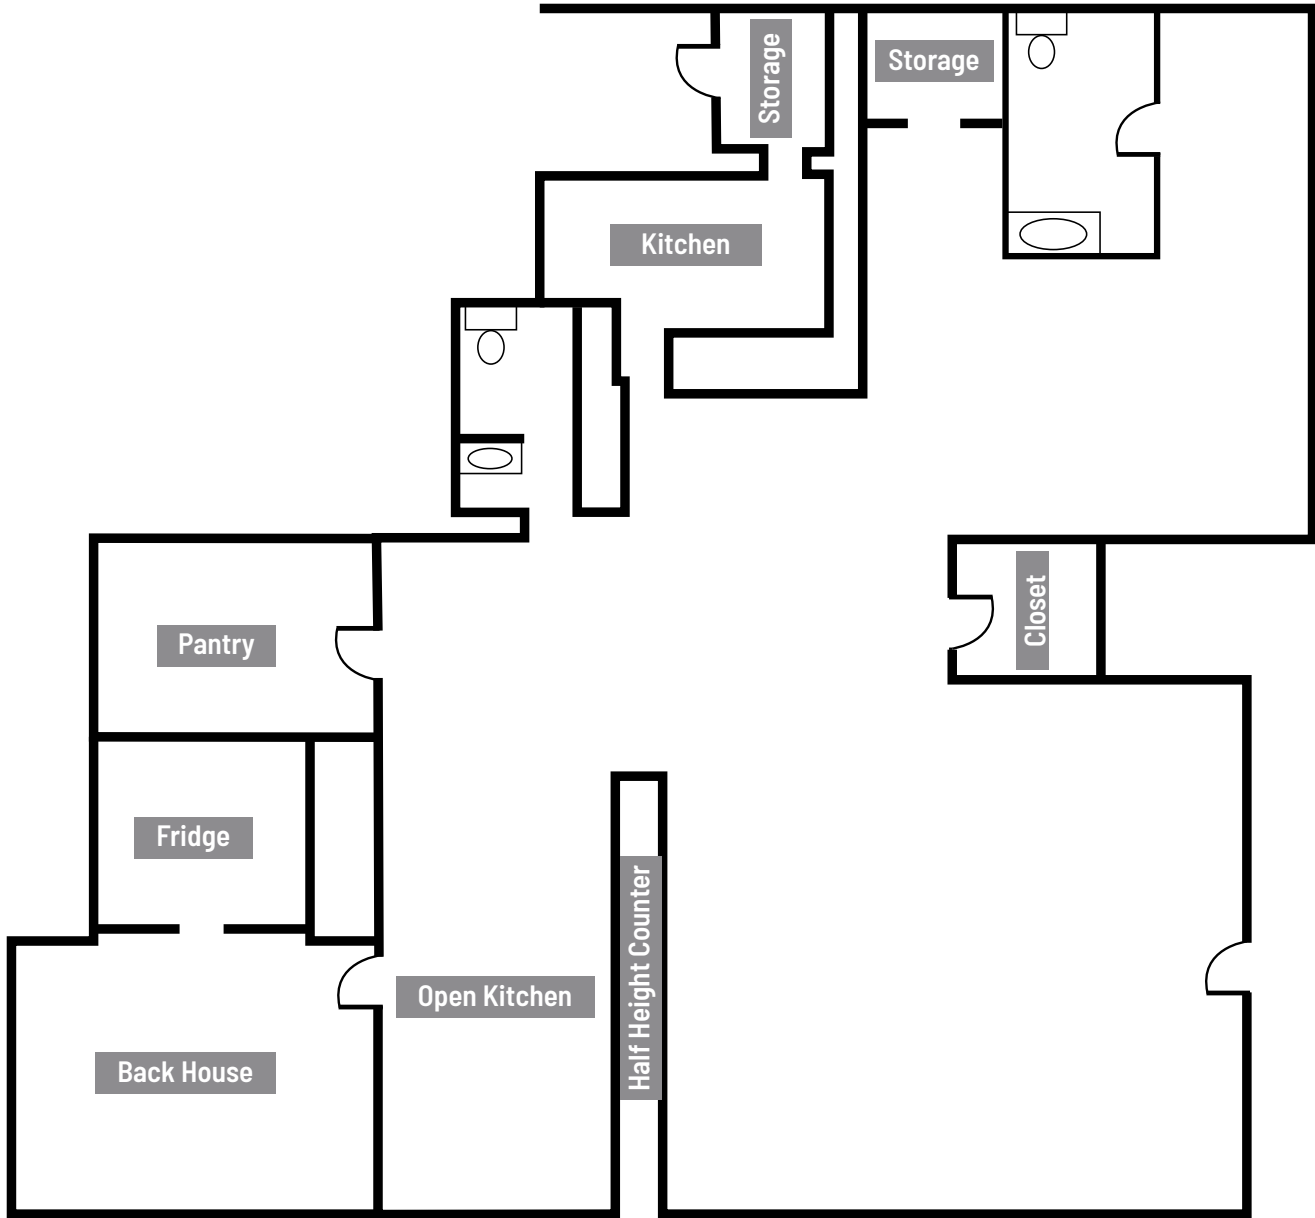 Storage
Storage
Kitchen
Closet
Pantry
Fridge
Half Height Counter
Open Kitchen
Back House